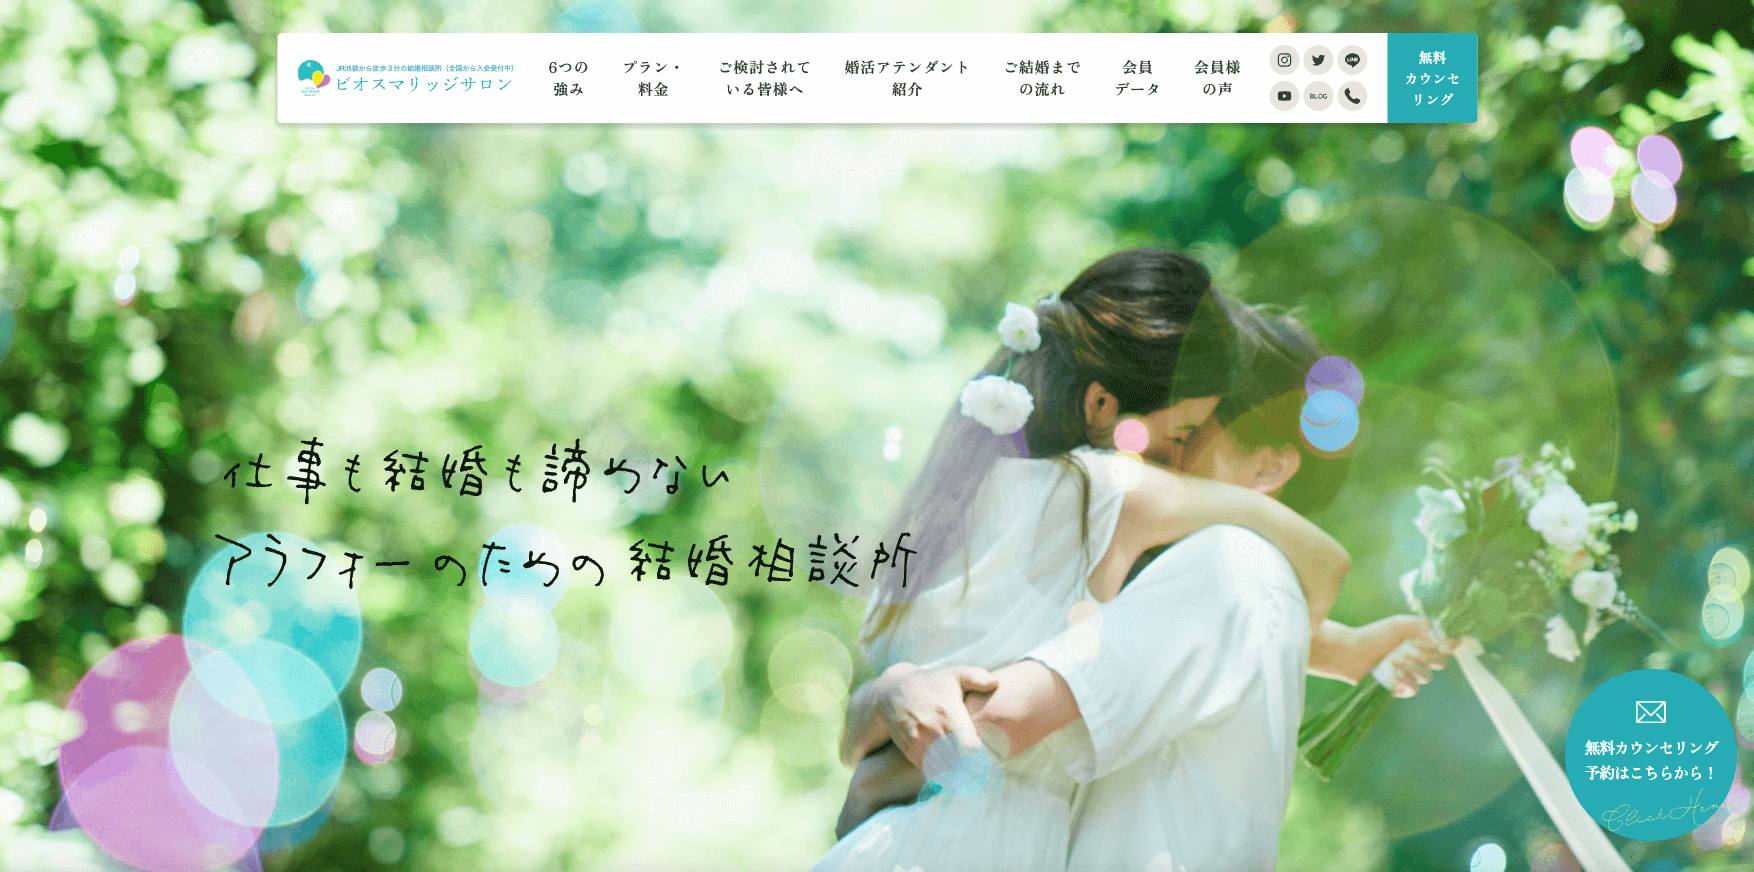 JR池袋から徒歩3分の結婚相談所（全国から入会受付中）
ビオスマリッジサロン
6つの
強み
プラン・
料金
ご検討されて
いる皆様へ
婚活アテンダント
紹介
ご結婚まで
の流れ
会員
データ
会員様
の声
LINE
BLOG
無料
カウンセ
リング
仕事も結婚も諦めない
アラフォーのための結婚相談所
無料カウンセリング
予約はこちらから！
Click Here